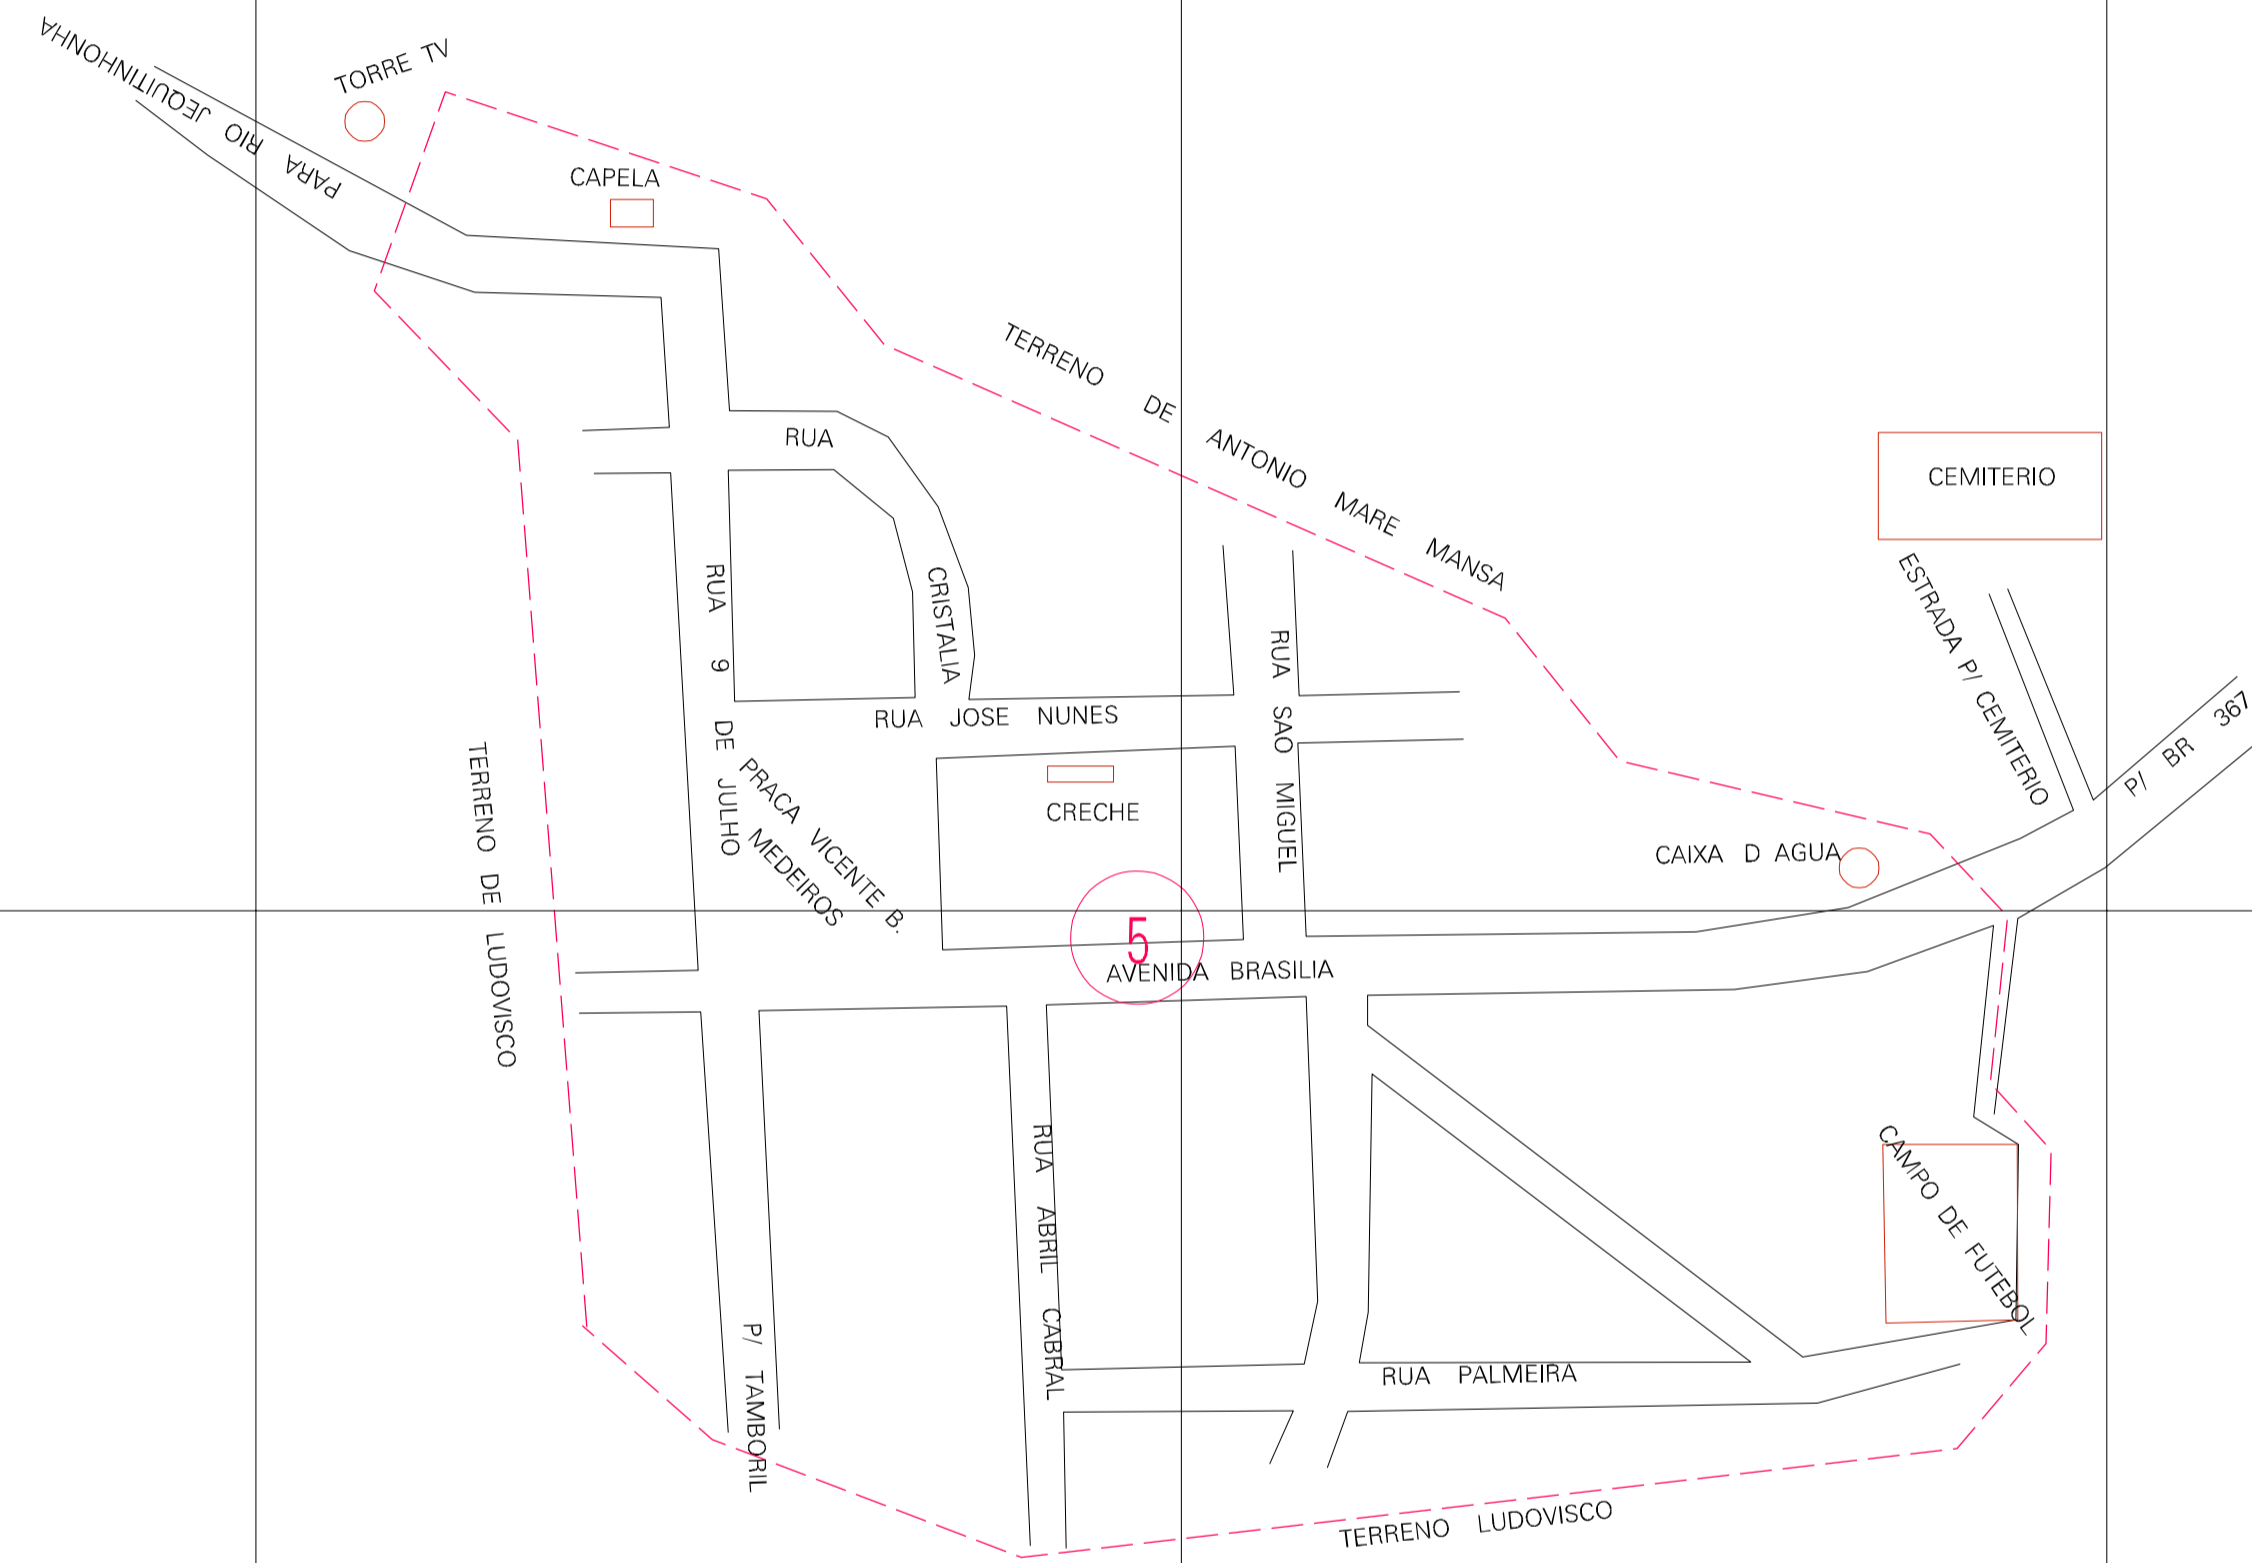 TORRE TV
PARA RIO JEQUITINHONHA
CAPELA
TERRENO DE ANTONIO MARE MANSA
RUA CRISTALIA
CEMITERIO
ESTRADA P/ CEMITERIO
P/ BR 367
RUA 9 DE JULHO
RUA JOSE NUNES
RUA SAO MIGUEL
PRACA VICENTE B.
MEDEIROS
CRECHE
CAIXA D AGUA
TERRENO DE LUDOVISCO
5
AVENIDA BRASILIA
RUA ABRIL CABRAL
CAMPO DE FUTEBOL
P/ TAMBORIL
RUA PALMEIRA
TERRENO LUDOVISCO